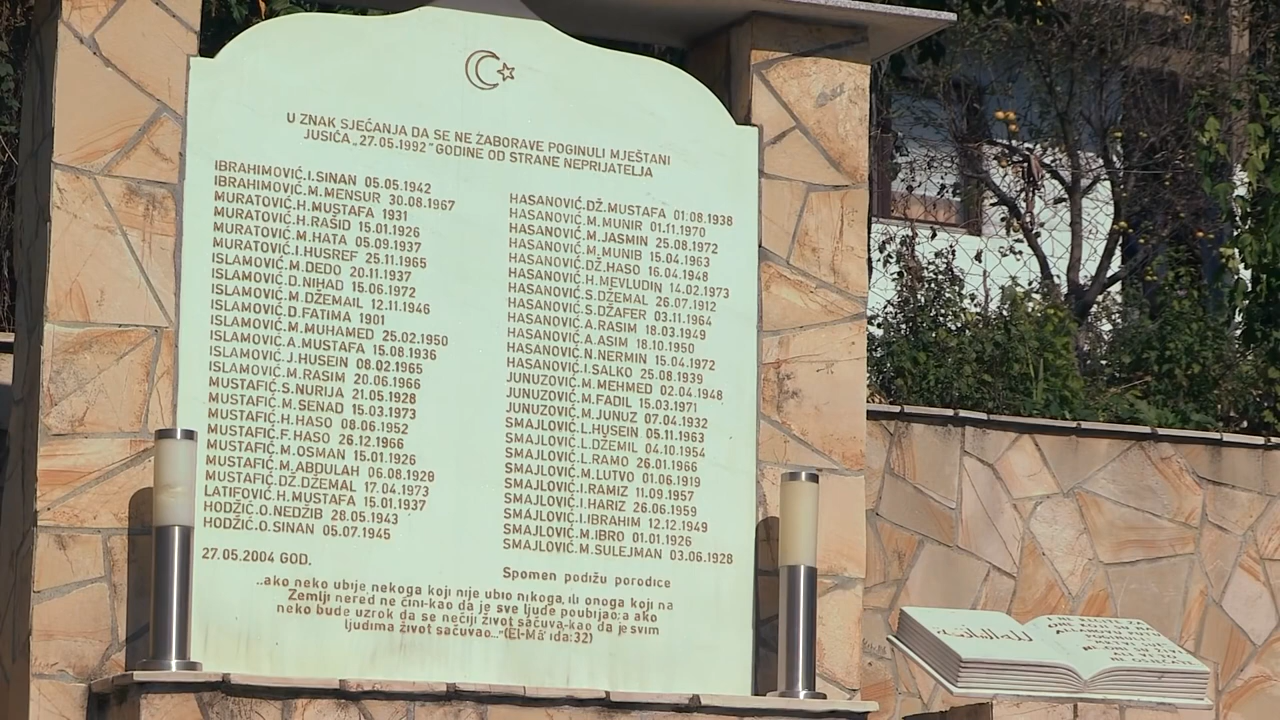 U ZNAK SJEĆANJA DA SE NE ZABORAVE POGINULI MJEŠTANI
JUSIĆA „27.05.1992" GODINE OD STRANE NEPRIJATELJA
IBRAHIMOVIĆ.I.SINAN 05.05.1942
IBRAHIMOVIĆ.M.MENSUR 30.08.1967
MURATOVIĆ.H.MUSTAFA 1931
MURATOVIĆ.H.RAŠID 15.01.1926
MURATOVIĆ.M.HATA 05.09.1937
MURATOVIĆ.I.HUSREF 25.11.1965
ISLAMOVIĆ.M.DEDO 20.11.1937
ISLAMOVIĆ.D.NIHAD 15.06.1972
ISLAMOVIĆ.M.DŽEMAIL 12.11.1946
ISLAMOVIĆ.D.FATIMA 1901
ISLAMOVIĆ.M.MUHAMED 25.02.1950
ISLAMOVIĆ.A.MUSTAFA 15.08.1936
ISLAMOVIĆ.J.HUSEIN 08.02.1965
ISLAMOVIĆ.M.RASIM 20.06.1966
MUSTAFIĆ.S.NURIJA 21.05.1928
MUSTAFIĆ.M.SENAD 15.03.1973
MUSTAFIĆ.H.HASO 08.06.1952
MUSTAFIĆ.F.HASO 26.12.1966
MUSTAFIĆ.M.OSMAN 15.01.1926
MUSTAFIĆ.M.ABDULAH 06.08.1928
MUSTAFIĆ.DŽ.DŽEMAL 17.04.1973
LATIFOVIĆ.H.MUSTAFA 15.01.1937
HODŽIĆ.O.NEDŽIB 28.05.1943
HODŽIĆ.O.SINAN 05.07.1945
HASANOVIĆ.DŽ.MUSTAFA 01.08.1938
HASANOVIĆ.M.MUNIR 01.11.1970
HASANOVIĆ.M.JASMIN 25.08.1972
HASANOVIĆ.M.MUNIB 15.04.1963
HASANOVIĆ.DŽ.HASO 16.04.1948
HASANOVIĆ.H.MEVLUDIN 14.02.1973
HASANOVIĆ.S.DŽEMAL 26.07.1912
HASANOVIĆ.S.DŽAFER 03.11.1964
HASANOVIĆ.A.RASIM 18.03.1949
HASANOVIĆ.A.ASIM 18.10.1950
HASANOVIĆ.N.NERMIN 15.04.1972
HASANOVIĆ.I.SALKO 25.08.1939
JUNUZOVIĆ.M.MEHMED 02.04.1948
JUNUZOVIĆ.M.FADIL 15.03.1971
JUNUZOVIĆ.M.JUNUZ 07.04.1932
SMAJLOVIĆ.L.HUSEIN 05.11.1963
SMAJLOVIĆ.L.DŽEMIL 04.10.1954
SMAJLOVIĆ.L.RAMO 26.01.1966
SMAJLOVIĆ.M.LUTVO 01.06.1919
SMAJLOVIĆ.I.RAMIZ 11.09.1957
SMAJLOVIĆ.I.HARIZ 26.06.1959
SMAJLOVIĆ.I.IBRAHIM 12.12.1949
SMAJLOVIĆ.M.IBRO 01.01.1926
SMAJLOVIĆ.M.SULEJMAN 03.06.1928
27.05.2004 GOD.
Spomen podižu porodice
„ako neko ubije nekoga koji nije ubio nikoga, ili onoga koji na
Zemlji nered ne čini-kao da je sve ljude poubijao;a ako
neko bude uzrok da se nečiji život sačuva-kao da je svim
ljudima život sačuvao..."(El-Mā'ida:32)